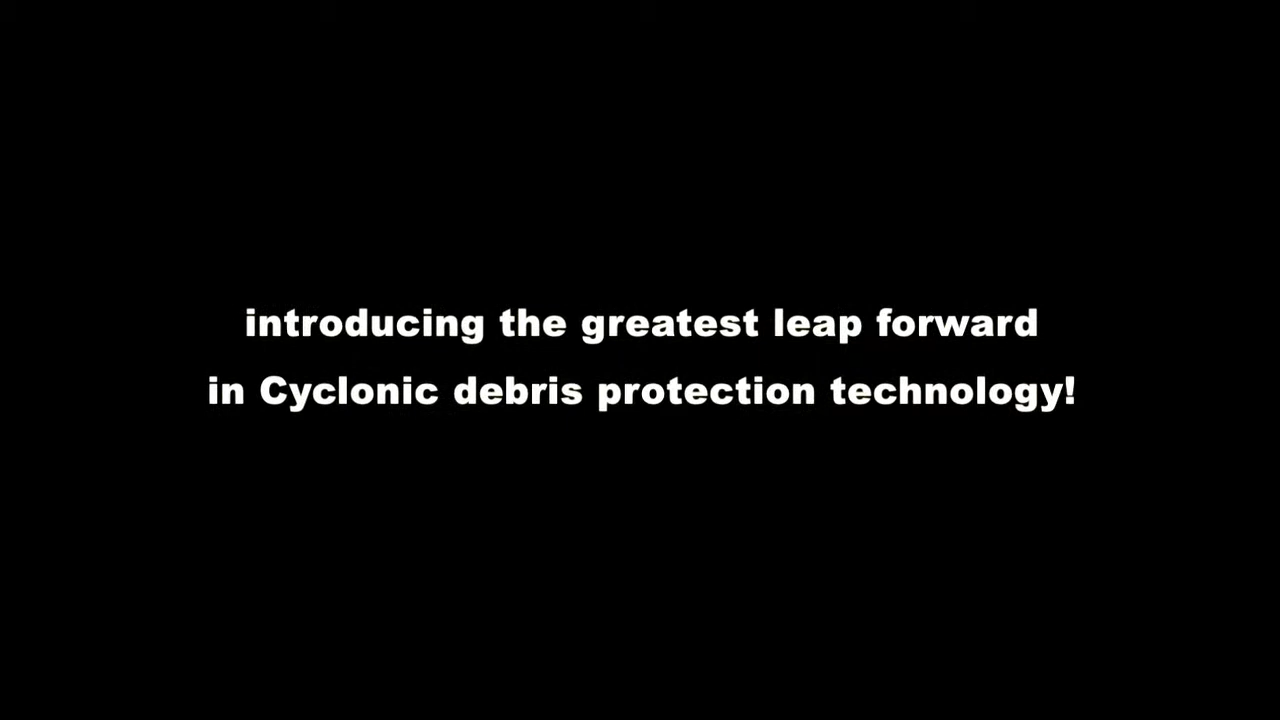 introducing the greatest leap forward
in Cyclonic debris protection technology!